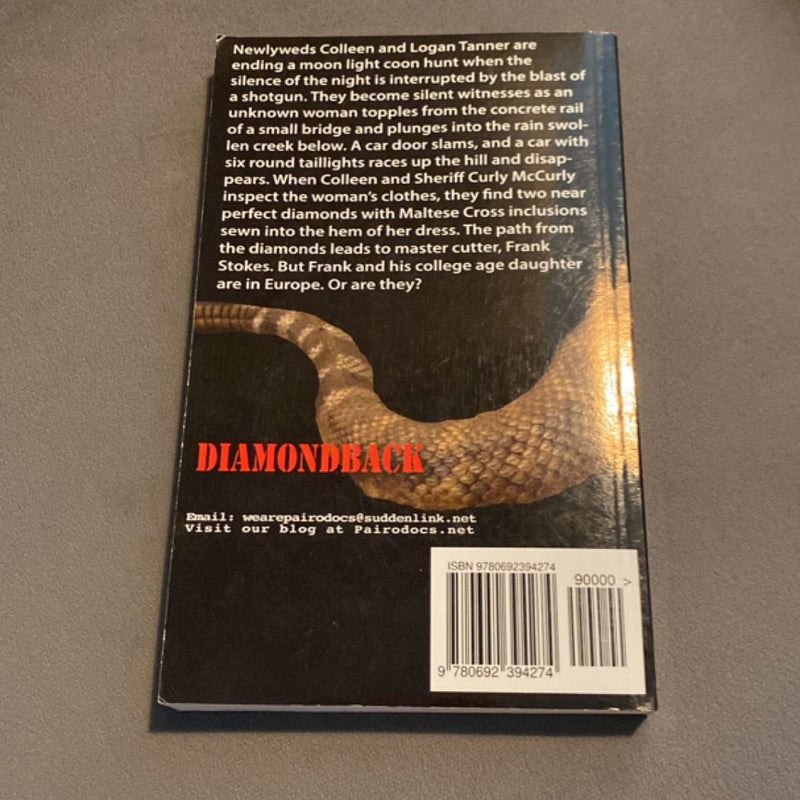 Newlyweds Colleen and Logan Tanner are
ending a moon light coon hunt when the
silence of the night is interrupted by the blast of
a shotgun. They become silent witnesses as an
unknown woman topples from the concrete rail
of a small bridge and plunges into the rain swol-
len creek below. A car door slams, and a car with
six round taillights races up the hill and disap-
pears. When Colleen and Sheriff Curly McCurly
inspect the woman's clothes, they find two near
perfect diamonds with Maltese Cross inclusions
sewn into the hem of her dress. The path from
the diamonds leads to master cutter, Frank
Stokes. But Frank and his college age daughter
are in Europe. Or are they?
DIAMONDBACK
Email: wearepairodocs@suddenlink.net
Visit our blog at Pairodocs.net
ISBN 9780692394274
90000 >
9 780692 394274